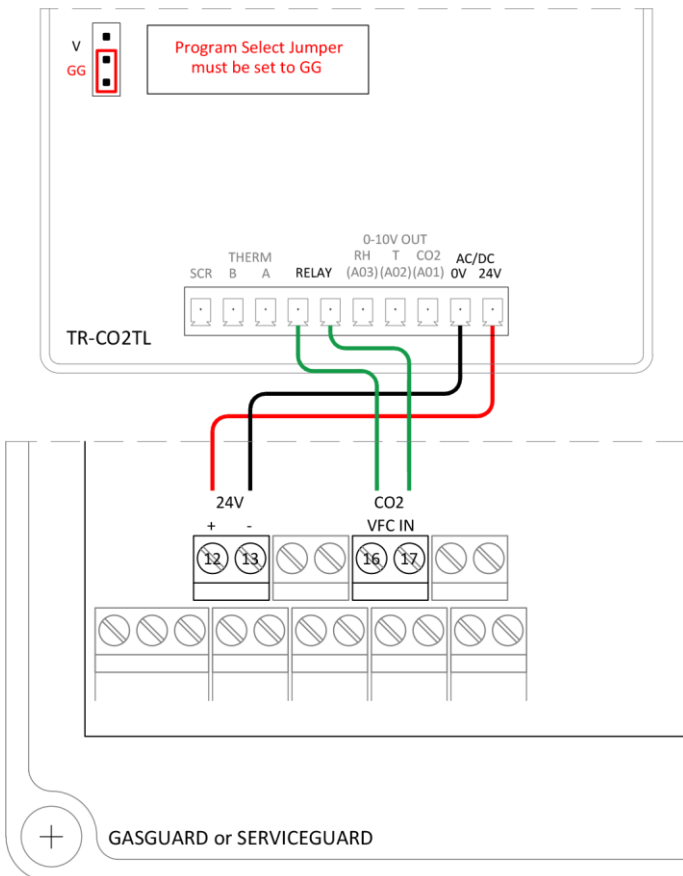 V
GG
Program Select Jumper
must be set to GG
0-10V OUT
THERM RH T CO2 AC/DC
SCR B A RELAY (A03) (A02) (A01) 0V 24V
TR-CO2TL
24V CO2
+ - VFC IN
12 13 16 17
GASGUARD or SERVICEGUARD